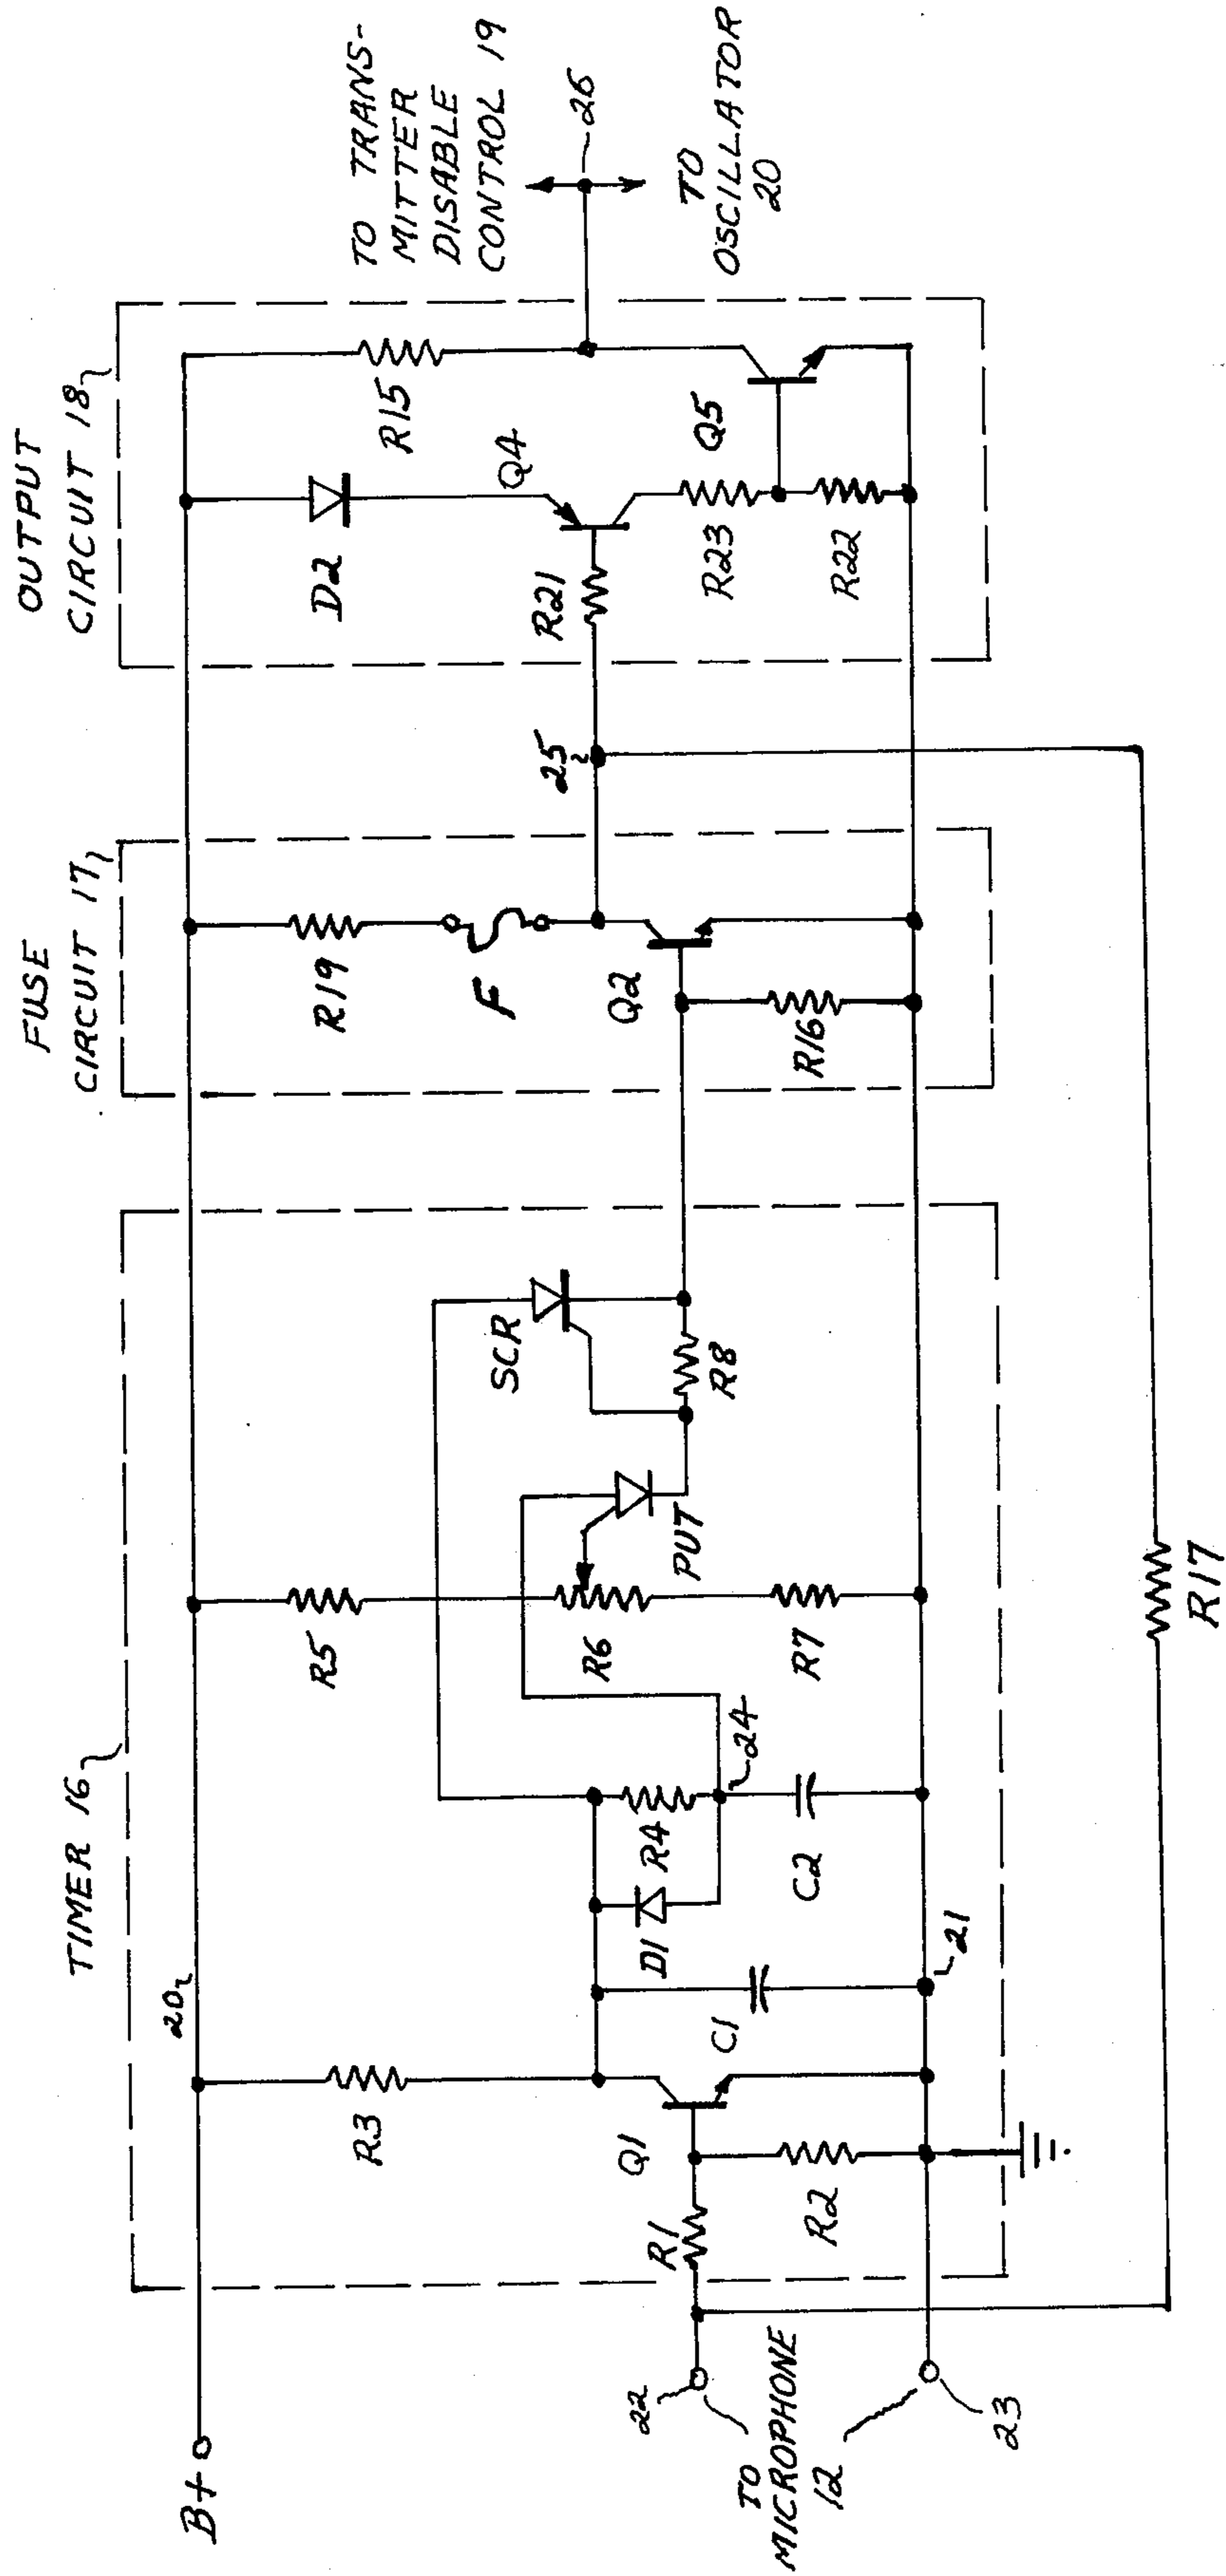 TIMER 16
FUSE
CIRCUIT 17
OUTPUT
CIRCUIT 18
B+
20
R3
R5
R19
D2
R15
TO TRANS-
MITTER
DISABLE
CONTROL 19
26
TO
OSCILLATOR
20
SCR
F
Q4
25
R21
Q1
D1
R4
R6
PUT
R8
Q2
R23
Q5
22
R1
C1
24
C2
R7
R16
R22
TO
MICROPHONE
12
R2
21
23
R17